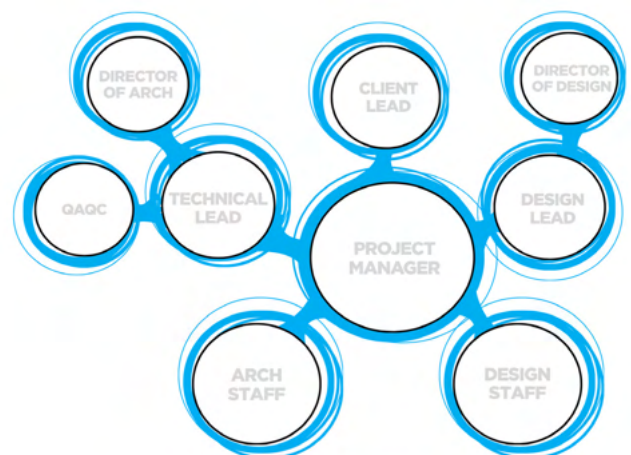 DIRECTOR
OF ARCH
CLIENT
LEAD
DIRECTOR
OF DESIGN
QAQC
TECHNICAL
LEAD
DESIGN
LEAD
PROJECT
MANAGER
ARCH
STAFF
DESIGN
STAFF